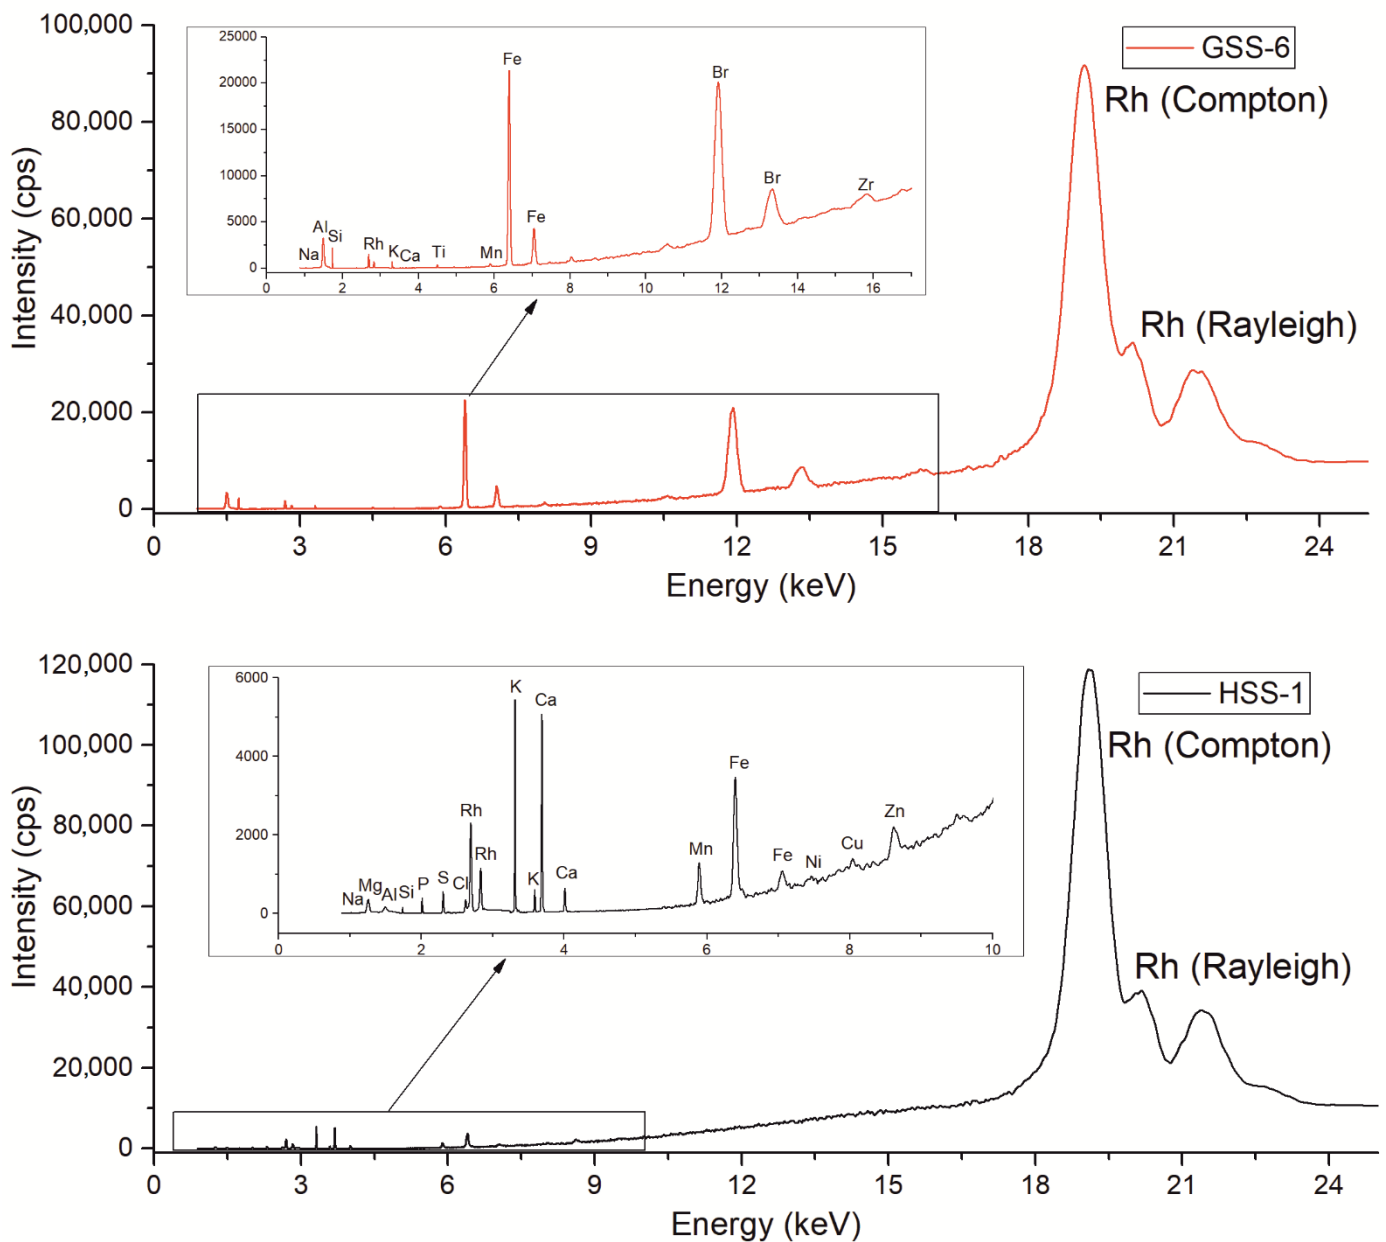 100,000
80,000
60,000
40,000
20,000
0
Intensity (cps)
0 3 6 9 12 15 18 21 24
Energy (keV)
GSS-6
Rh (Compton)
Rh (Rayleigh)
25000
20000
15000
10000
5000
0
0 2 4 6 8 10 12 14 16
Na Al Si Rh K Ca Ti Mn Fe Fe Br Br Zr
120,000
100,000
80,000
60,000
40,000
20,000
0
Intensity (cps)
0 3 6 9 12 15 18 21 24
Energy (keV)
HSS-1
Rh (Compton)
Rh (Rayleigh)
6000
4000
2000
0
0 2 4 6 8 10
Na Mg Al Si P S Cl Rh Rh K K Ca Ca Mn Fe Fe Ni Cu Zn